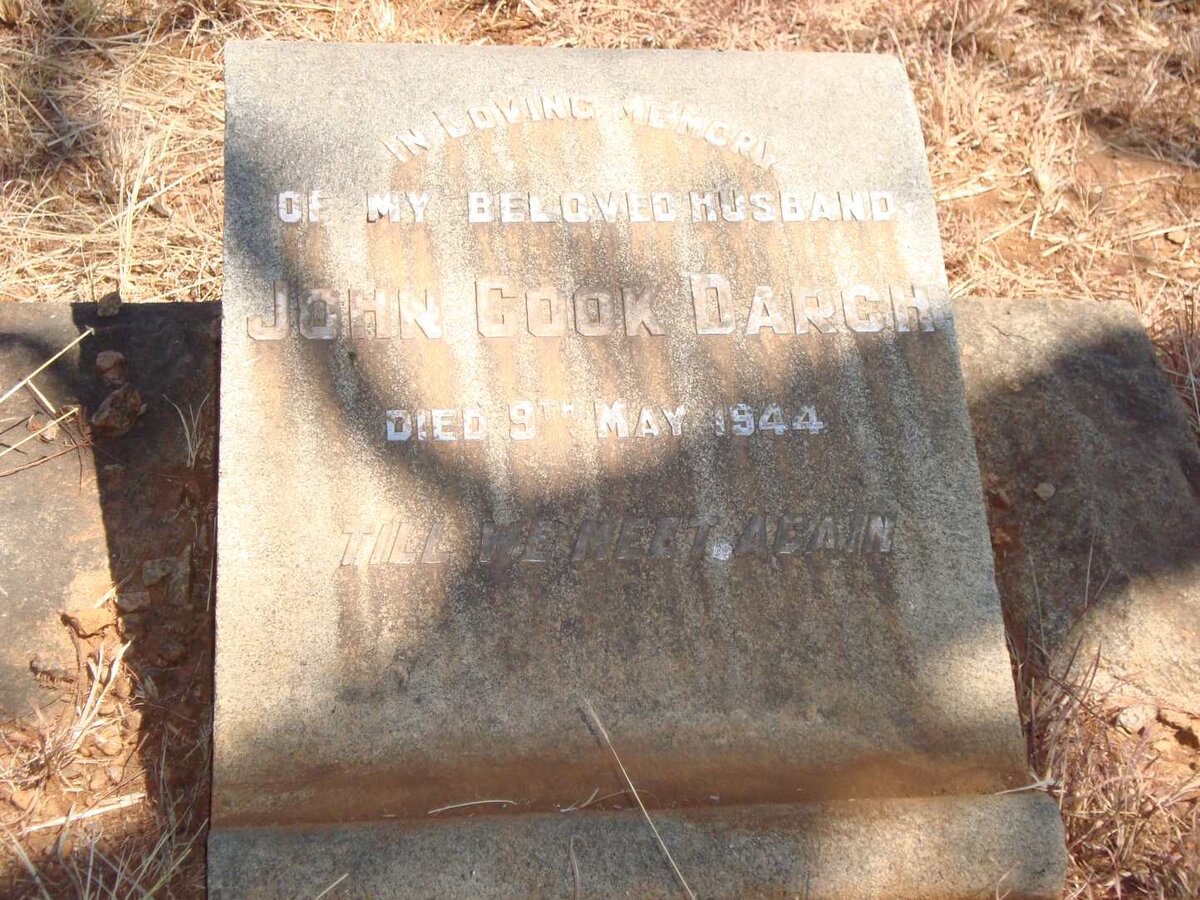 IN LOVING MEMORY
OF MY BELOVED HUSBAND
JOHN COOK DARCH
DIED 9TH MAY 1944
TILL WE MEET AGAIN